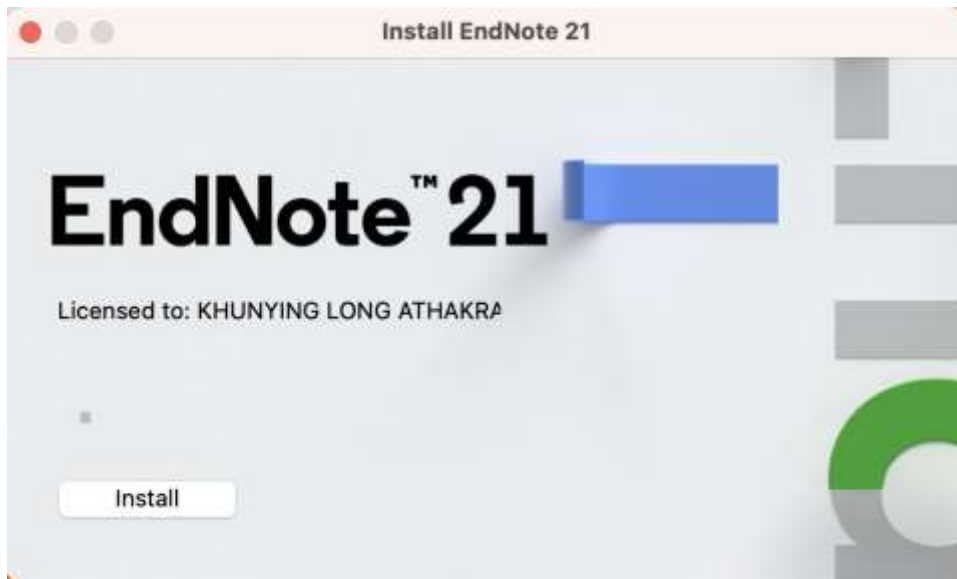 Install EndNote 21
EndNote™ 21
Licensed to: KHUNYING LONG ATHAKRA
Install